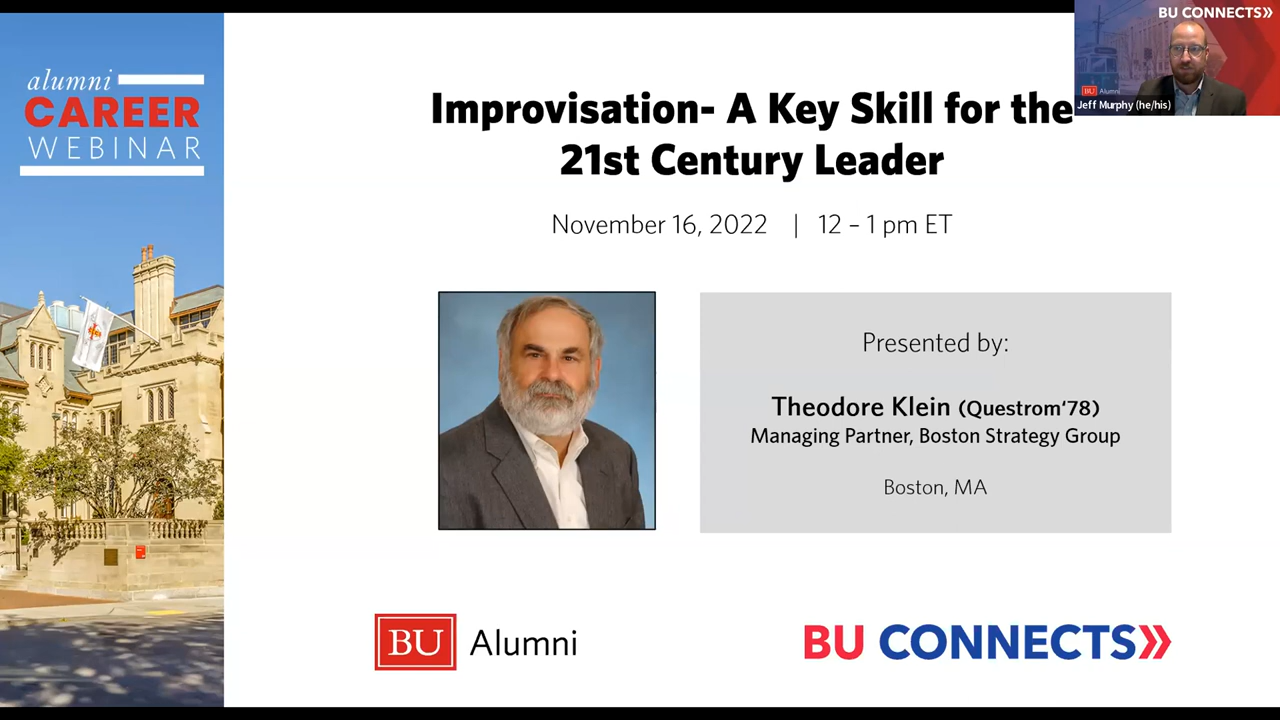 alumni
CAREER
WEBINAR
Improvisation- A Key Skill for the
21st Century Leader
November 16, 2022 | 12 – 1 pm ET
Presented by:
Theodore Klein (Questrom‘78)
Managing Partner, Boston Strategy Group
Boston, MA
BU Alumni
BU CONNECTS»
BU CONNECTS»
BU Alumni
Jeff Murphy (he/his)